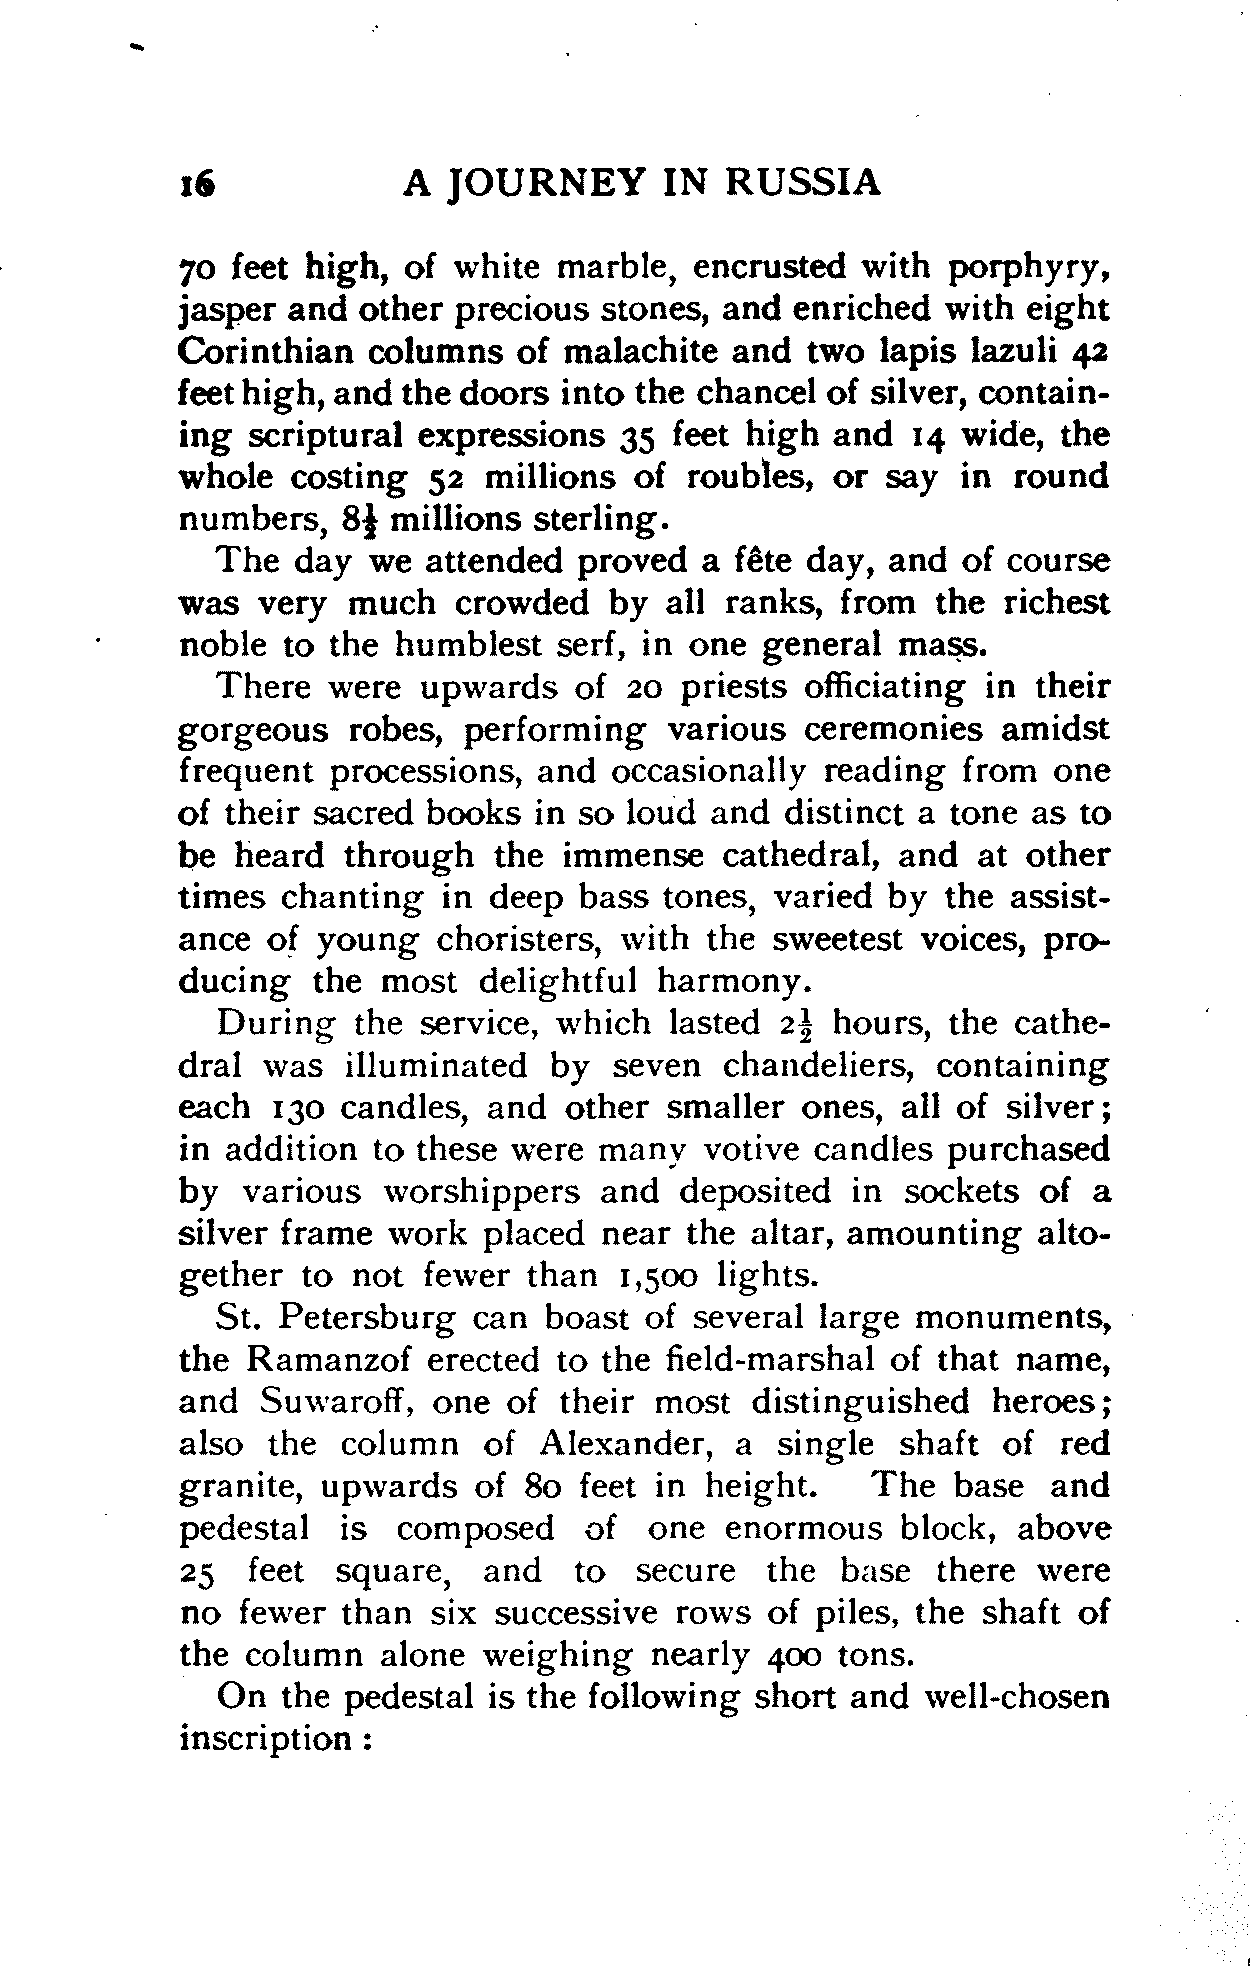 16 A JOURNEY IN RUSSIA
70 feet high, of white marble, encrusted with porphyry,
jasper and other precious stones, and enriched with eight
Corinthian columns of malachite and two lapis lazuli 42
feet high, and the doors into the chancel of silver, contain-
ing scriptural expressions 35 feet high and 14 wide, the
whole costing 52 millions of roubles, or say in round
numbers, 8½ millions sterling.
The day we attended proved a fête day, and of course
was very much crowded by all ranks, from the richest
noble to the humblest serf, in one general mass.
There were upwards of 20 priests officiating in their
gorgeous robes, performing various ceremonies amidst
frequent processions, and occasionally reading from one
of their sacred books in so loud and distinct a tone as to
be heard through the immense cathedral, and at other
times chanting in deep bass tones, varied by the assist-
ance of young choristers, with the sweetest voices, pro-
ducing the most delightful harmony.
During the service, which lasted 2½ hours, the cathe-
dral was illuminated by seven chandeliers, containing
each 130 candles, and other smaller ones, all of silver;
in addition to these were many votive candles purchased
by various worshippers and deposited in sockets of a
silver frame work placed near the altar, amounting alto-
gether to not fewer than 1,500 lights.
St. Petersburg can boast of several large monuments,
the Ramanzof erected to the field-marshal of that name,
and Suwaroff, one of their most distinguished heroes;
also the column of Alexander, a single shaft of red
granite, upwards of 80 feet in height. The base and
pedestal is composed of one enormous block, above
25 feet square, and to secure the base there were
no fewer than six successive rows of piles, the shaft of
the column alone weighing nearly 400 tons.
On the pedestal is the following short and well-chosen
inscription :